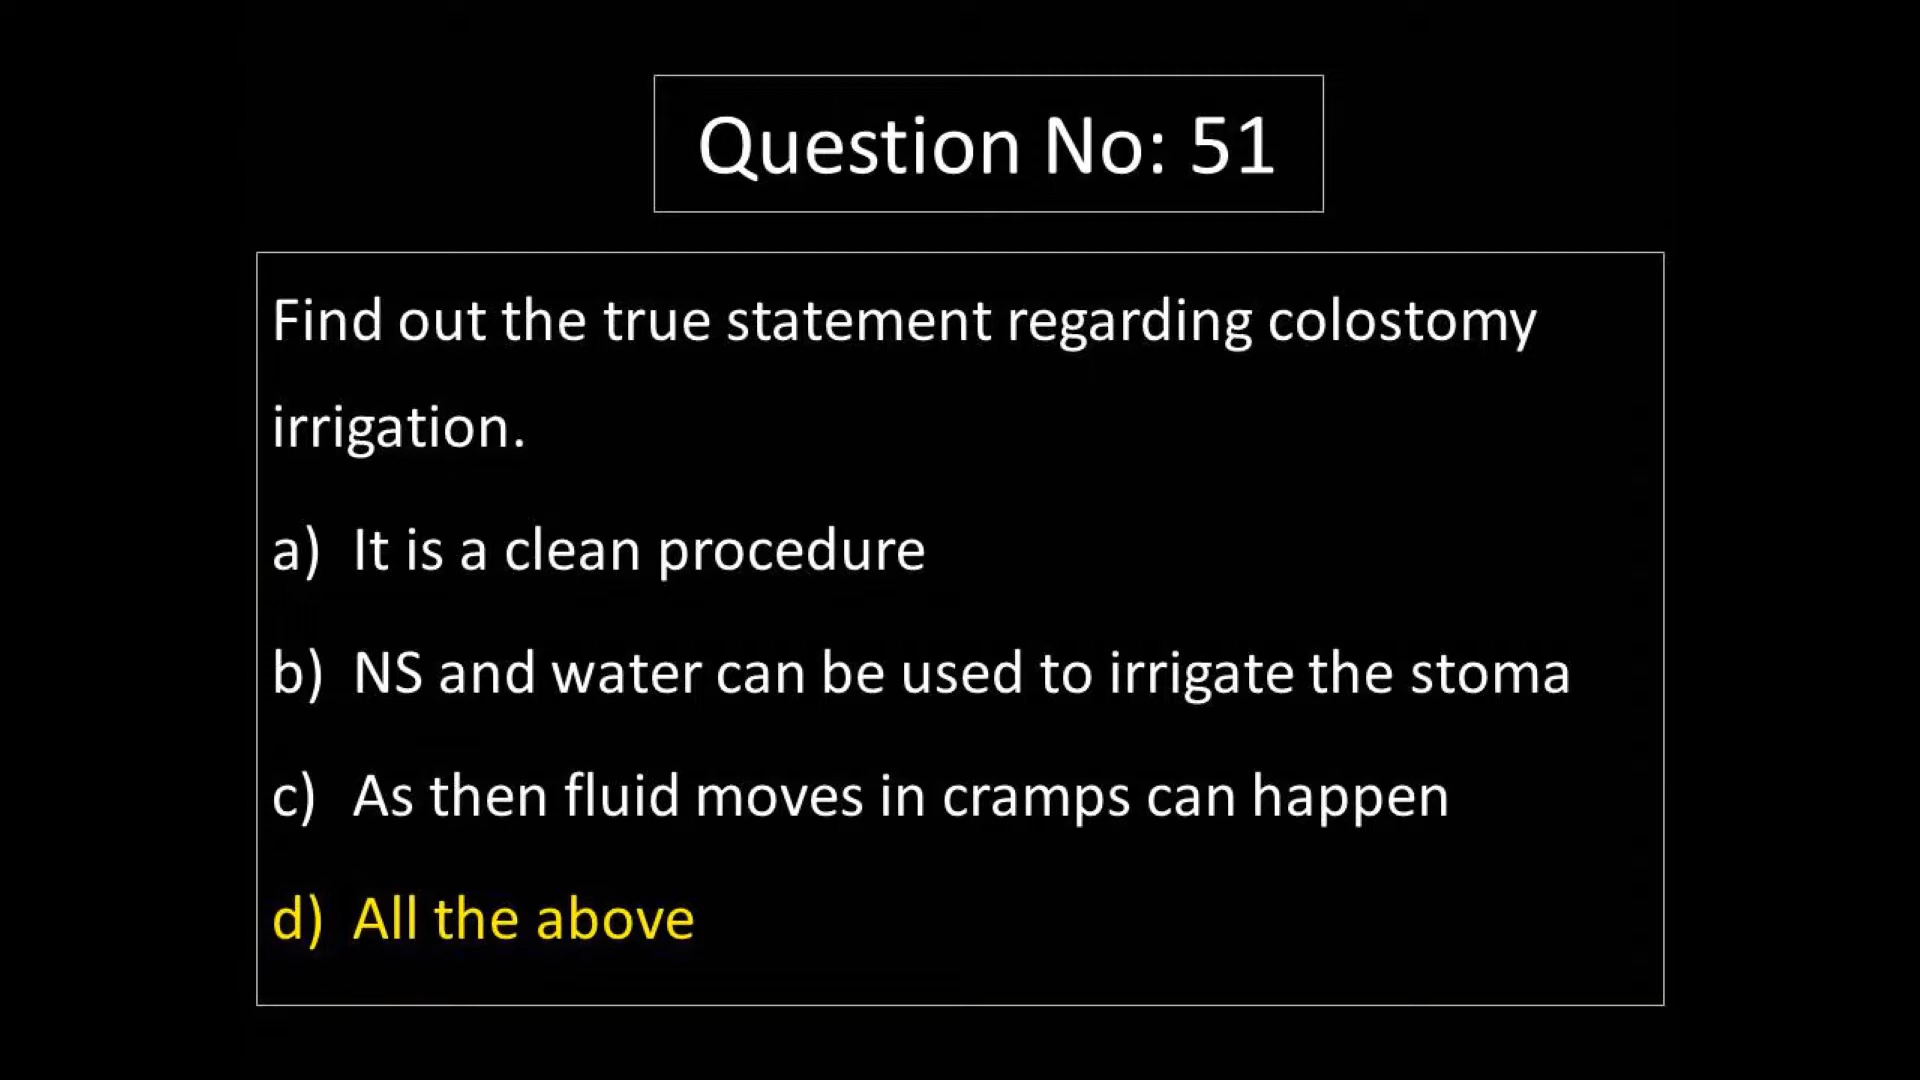 Question No: 51
Find out the true statement regarding colostomy
irrigation.
a) It is a clean procedure
b) NS and water can be used to irrigate the stoma
c) As then fluid moves in cramps can happen
d) All the above